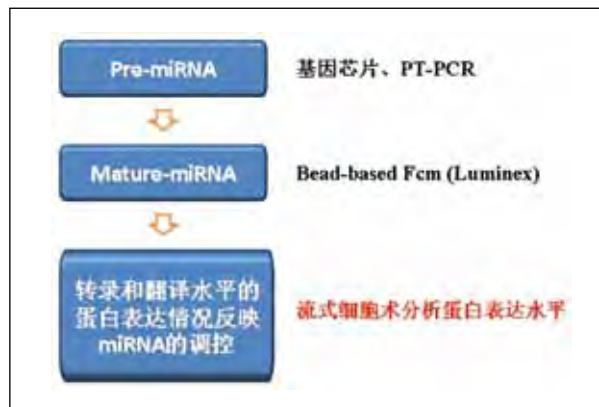 Pre-miRNA
基因芯片、PT-PCR
Mature-miRNA
Bead-based Fcm (Luminex)
转录和翻译水平的
蛋白表达情况反映
miRNA的调控
流式细胞术分析蛋白表达水平